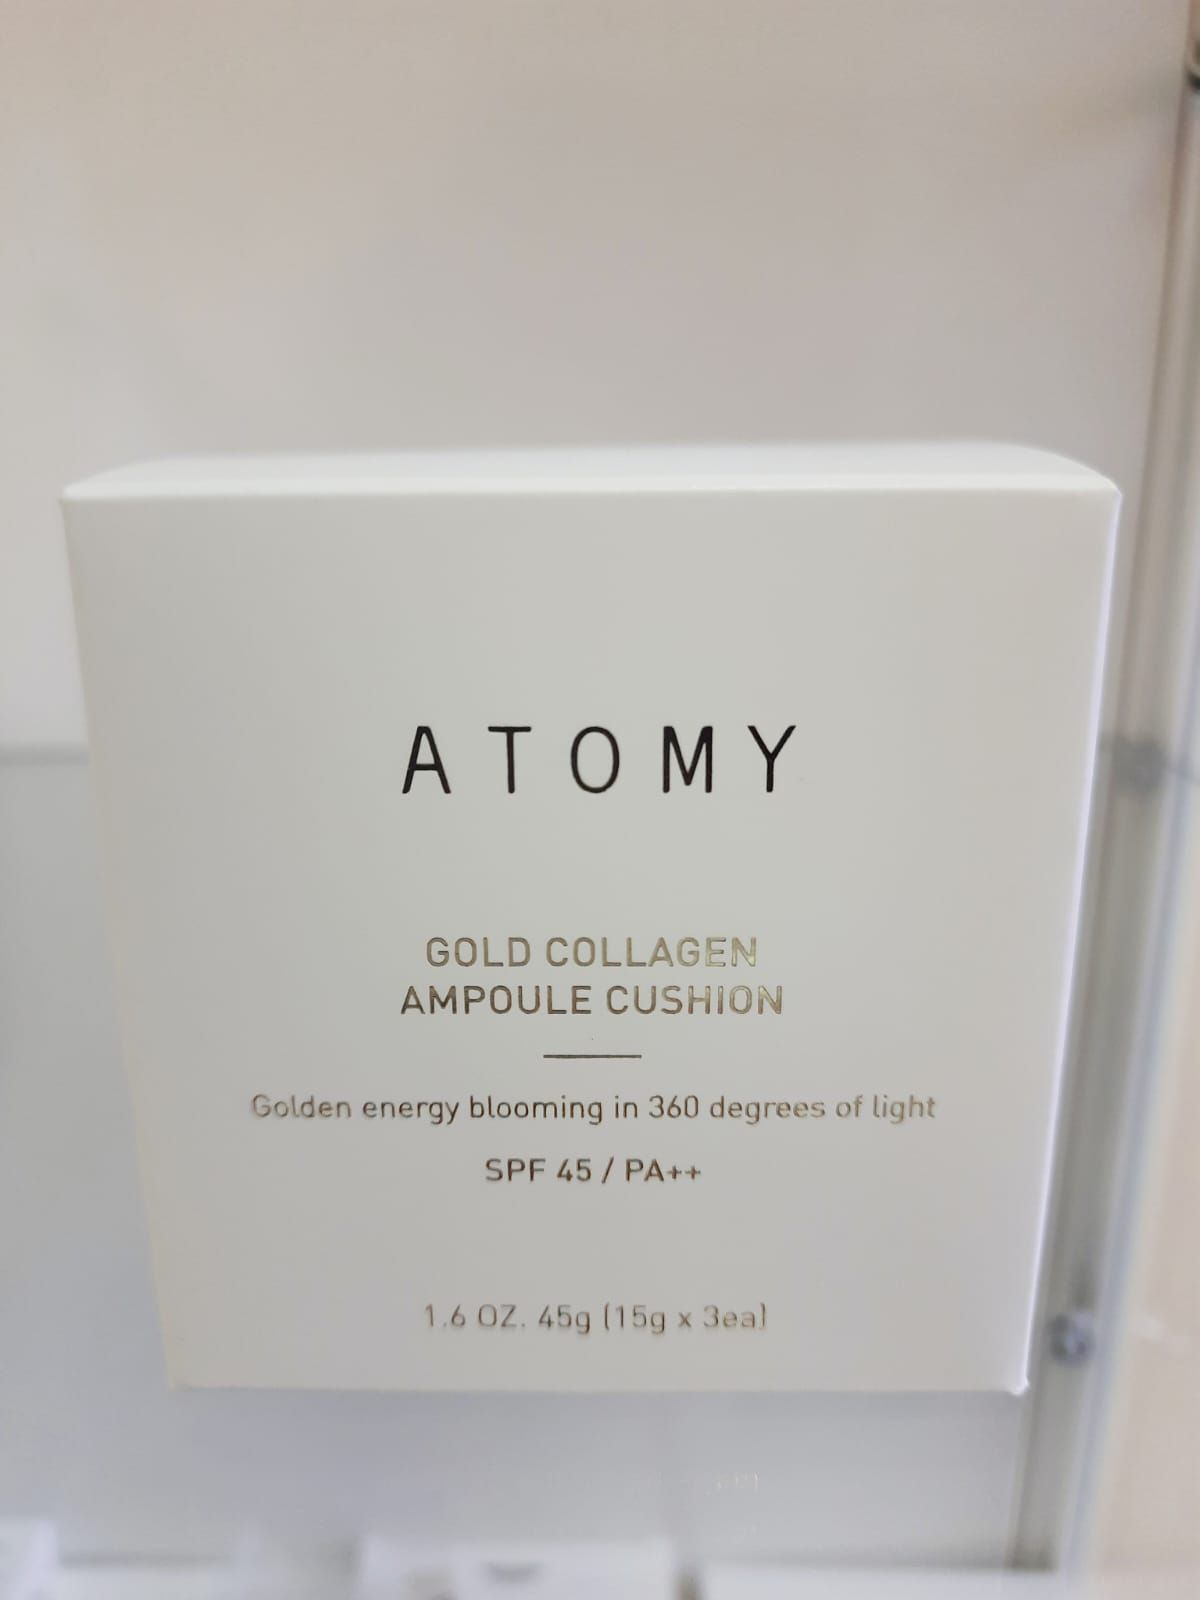 ATOMY
GOLD COLLAGEN
AMPOULE CUSHION
Golden energy blooming in 360 degrees of light
SPF 45 / PA++
1.6 OZ. 45g (15g x 3ea)